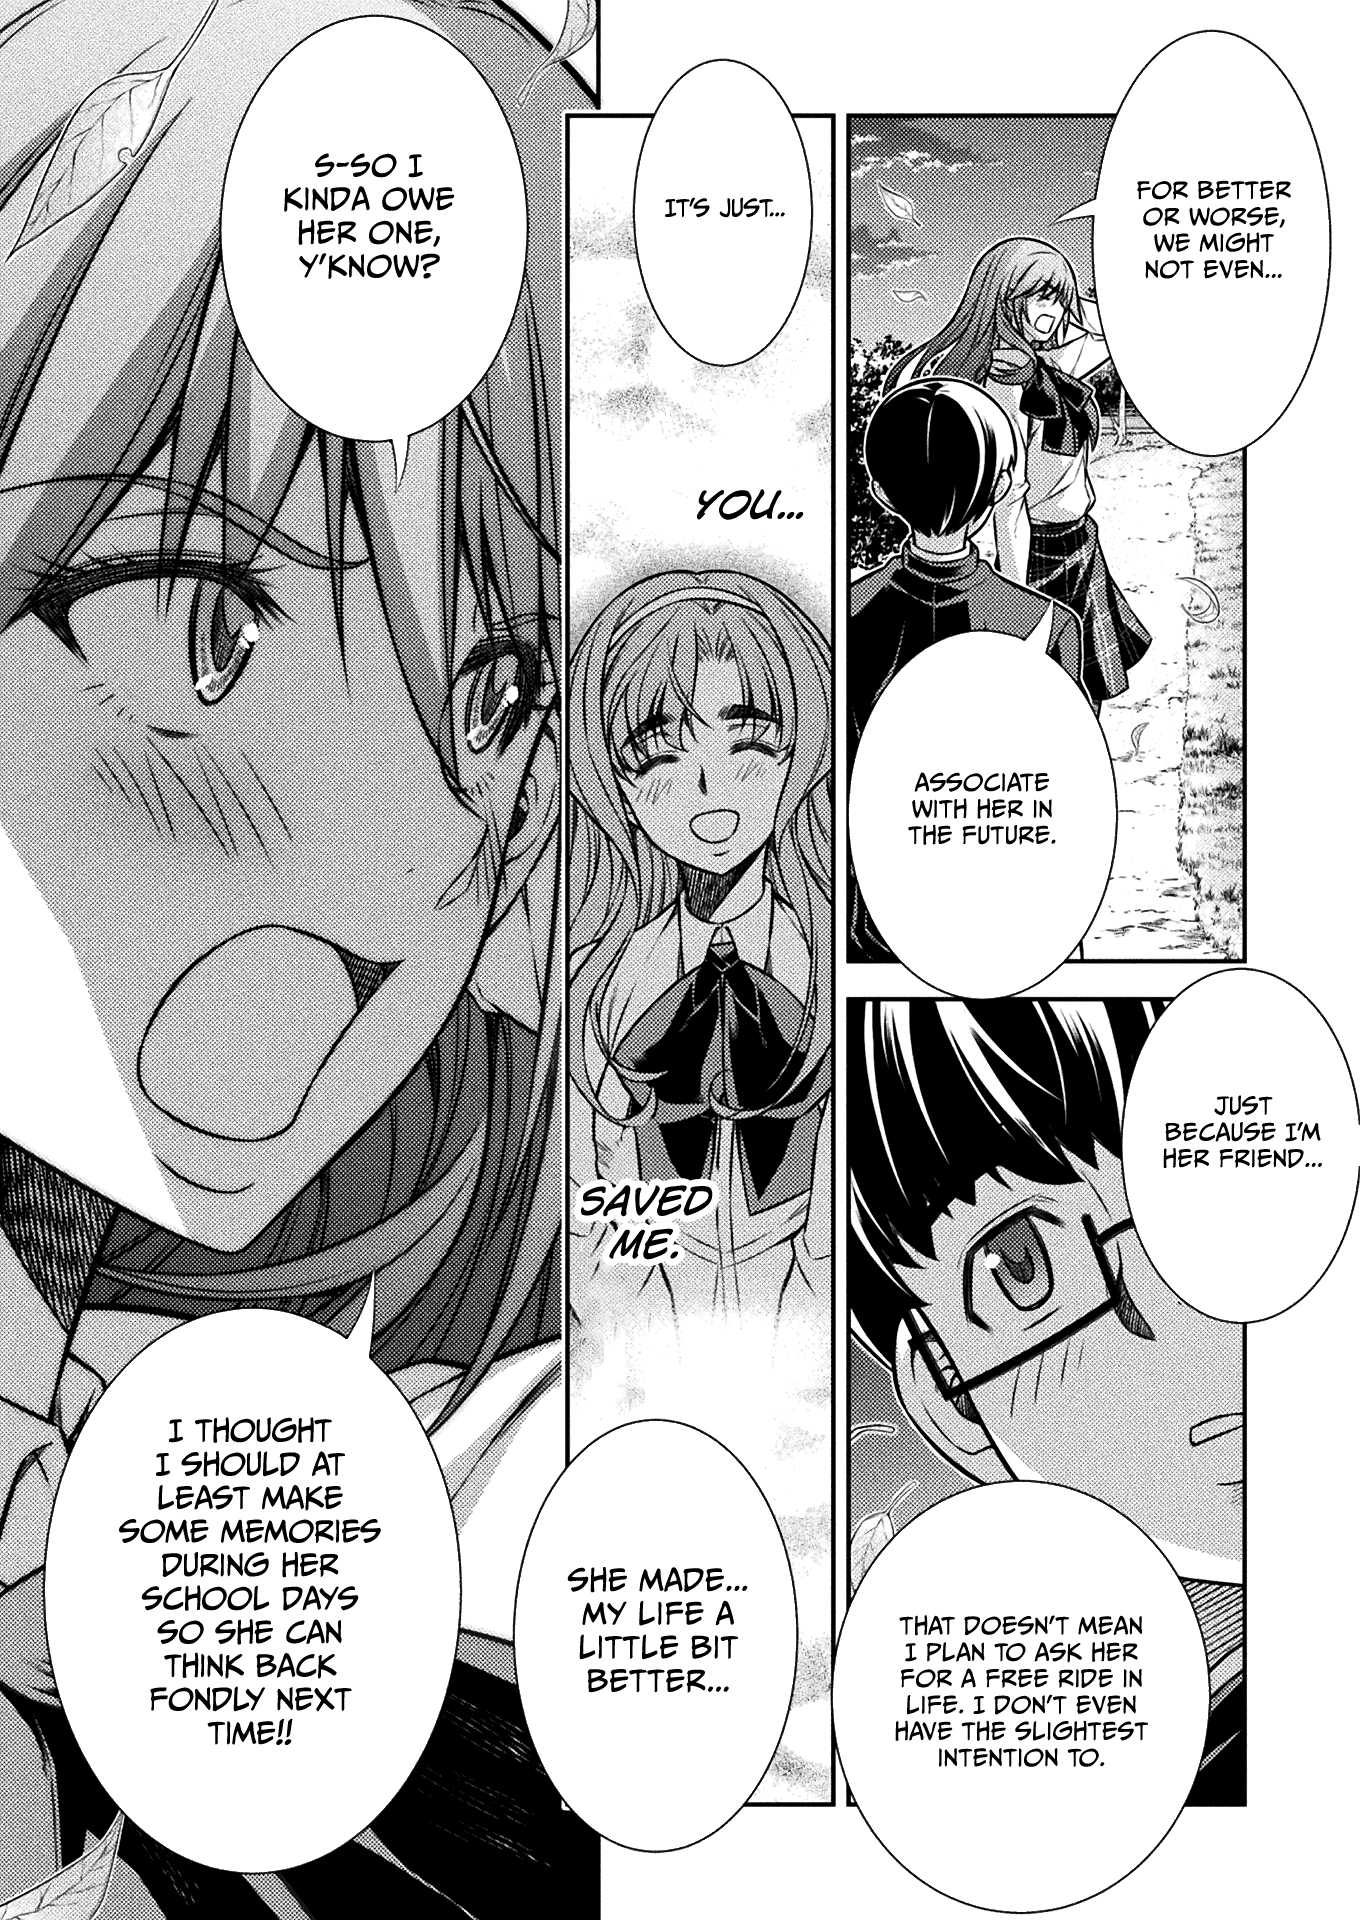 FOR BETTER
OR WORSE,
WE MIGHT
NOT EVEN...
ASSOCIATE
WITH HER IN
THE FUTURE.
JUST
BECAUSE I'M
HER FRIEND...
THAT DOESN'T MEAN
I PLAN TO ASK HER
FOR A FREE RIDE IN
LIFE. I DON'T EVEN
HAVE THE SLIGHTEST
INTENTION TO.
IT'S JUST...
YOU...
SAVED
ME.
SHE MADE...
MY LIFE A
LITTLE BIT
BETTER...
S-SO I
KINDA OWE
HER ONE,
Y'KNOW?
I THOUGHT
I SHOULD AT
LEAST MAKE
SOME MEMORIES
DURING HER
SCHOOL DAYS
SO SHE CAN
THINK BACK
FONDLY NEXT
TIME!!